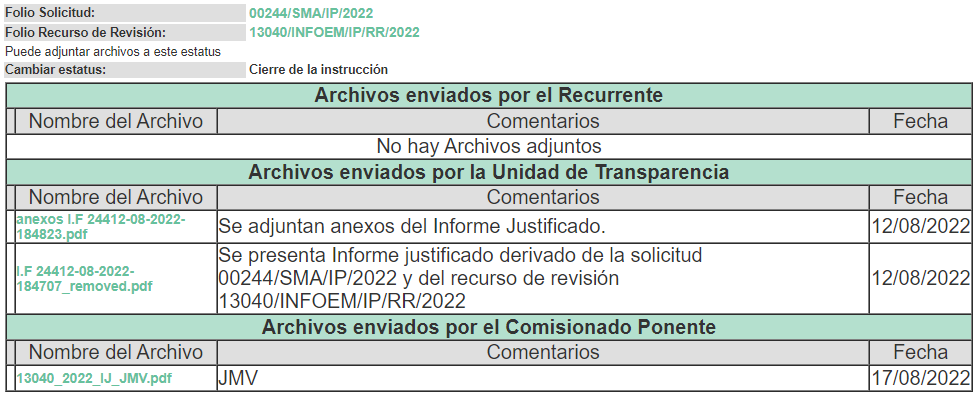 Folio Solicitud: 00244/SMA/IP/2022
Folio Recurso de Revisión: 13040/INFOEM/IP/RR/2022
Puede adjuntar archivos a este estatus
Cambiar estatus: Cierre de la instrucción
Archivos enviados por el Recurrente
Nombre del Archivo Comentarios Fecha
No hay Archivos adjuntos
Archivos enviados por la Unidad de Transparencia
Nombre del Archivo Comentarios Fecha
anexos I.F 24412-08-2022-
184823.pdf
Se adjuntan anexos del Informe Justificado. 12/08/2022
I.F 24412-08-2022-
184707_removed.pdf
Se presenta Informe justificado derivado de la solicitud
00244/SMA/IP/2022 y del recurso de revisión
13040/INFOEM/IP/RR/2022
12/08/2022
Archivos enviados por el Comisionado Ponente
Nombre del Archivo Comentarios Fecha
13040_2022_IJ_JMV.pdf JMV 17/08/2022